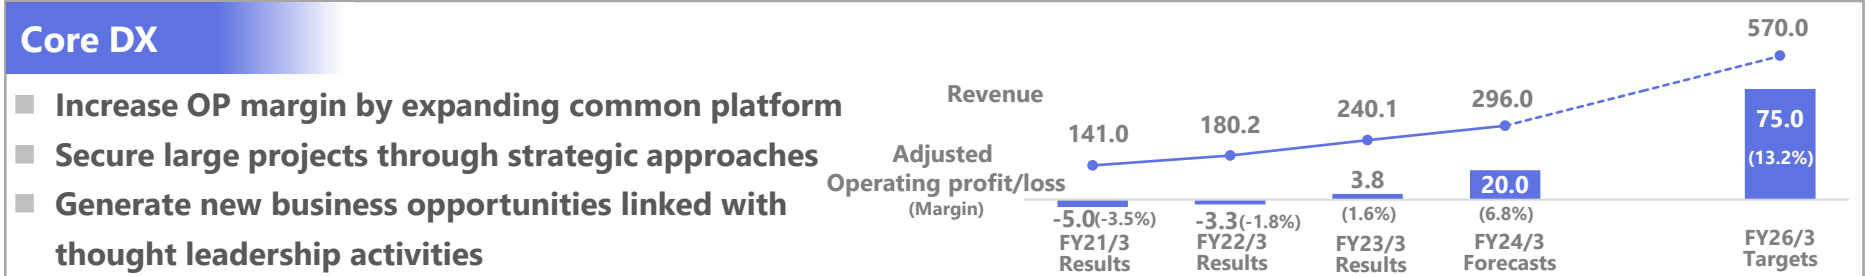 Core DX
Increase OP margin by expanding common platform
Secure large projects through strategic approaches
Generate new business opportunities linked with
thought leadership activities
Revenue
141.0
180.2
240.1
296.0
570.0
Adjusted
Operating profit/loss
(Margin)
-5.0(-3.5%)
-3.3(-1.8%)
3.8
(1.6%)
20.0
(6.8%)
75.0
(13.2%)
FY21/3
Results
FY22/3
Results
FY23/3
Results
FY24/3
Forecasts
FY26/3
Targets